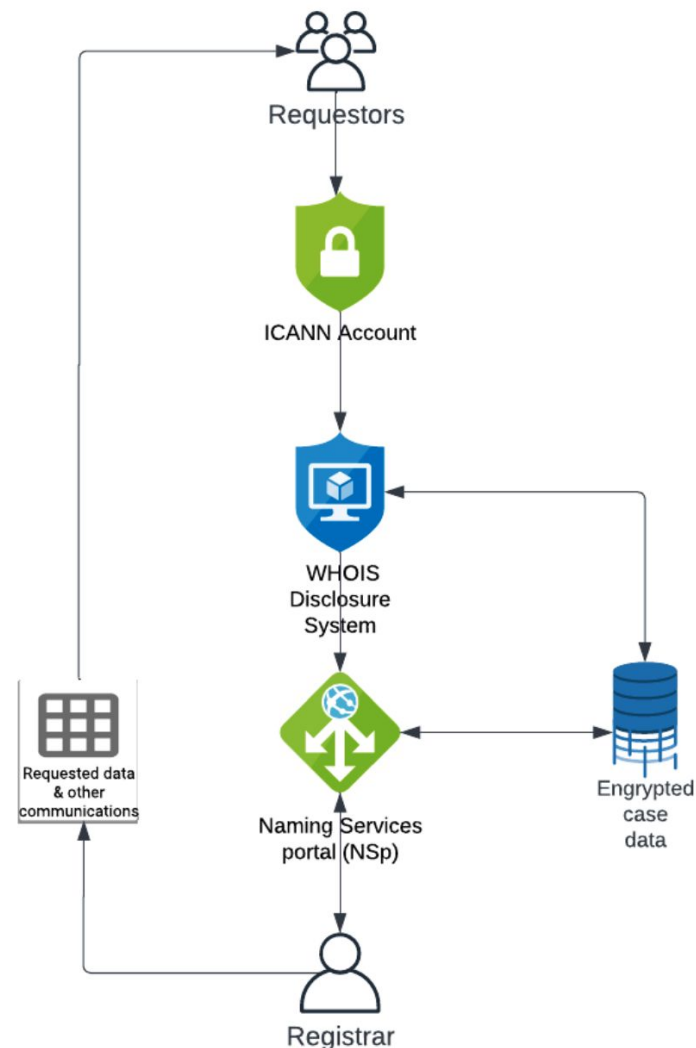 Requestors
ICANN Account
WHOIS
Disclosure
System
Requested data
& other
communications
Engrypted
case
data
Naming Services
portal (NSp)
Registrar